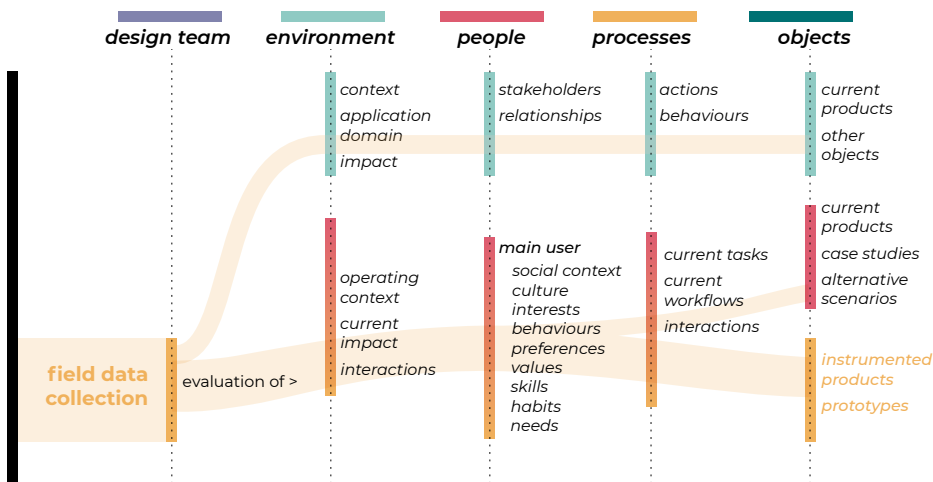 design team
environment
people
processes
objects
context
application
domain
impact
stakeholders
relationships
actions
behaviours
current
products
other
objects
operating
context
current
impact
interactions
main user
social context
culture
interests
behaviours
preferences
values
skills
habits
needs
current tasks
current
workflows
interactions
current
products
case studies
alternative
scenarios
field data
collection
evaluation of >
instrumented
products
prototypes